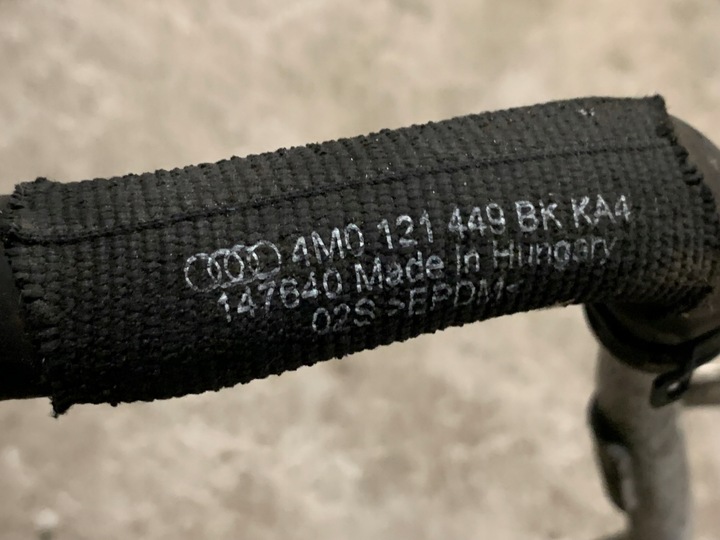 4M0 121 449 BK KA4
147640 Made in Hungary
02S >EPDM<